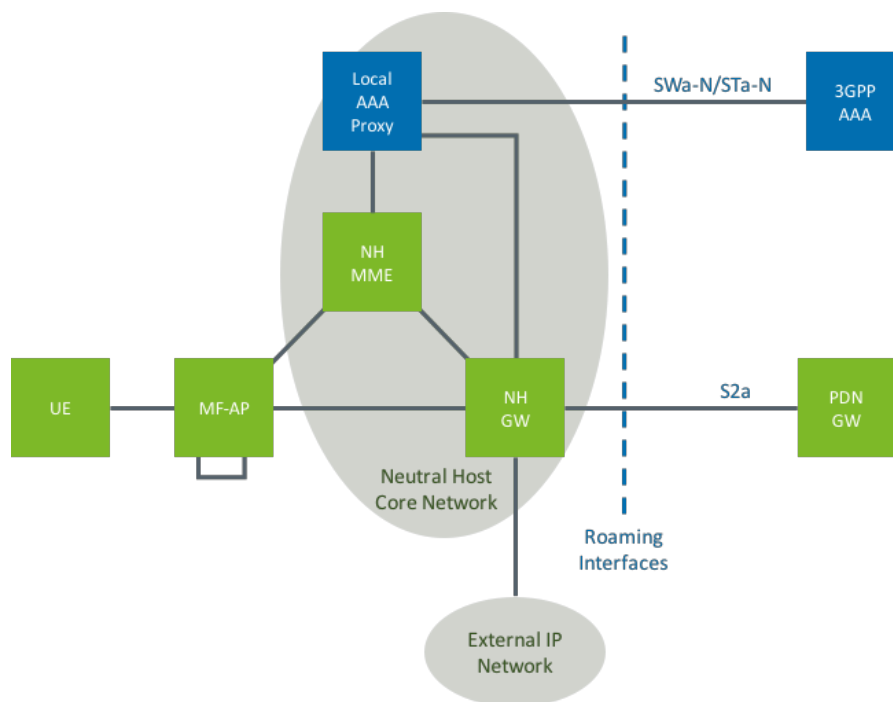 Local
AAA
Proxy
SWa-N/STa-N
3GPP
AAA
NH
MME
UE
MF-AP
NH
GW
S2a
PDN
GW
Neutral Host
Core Network
Roaming
Interfaces
External IP
Network